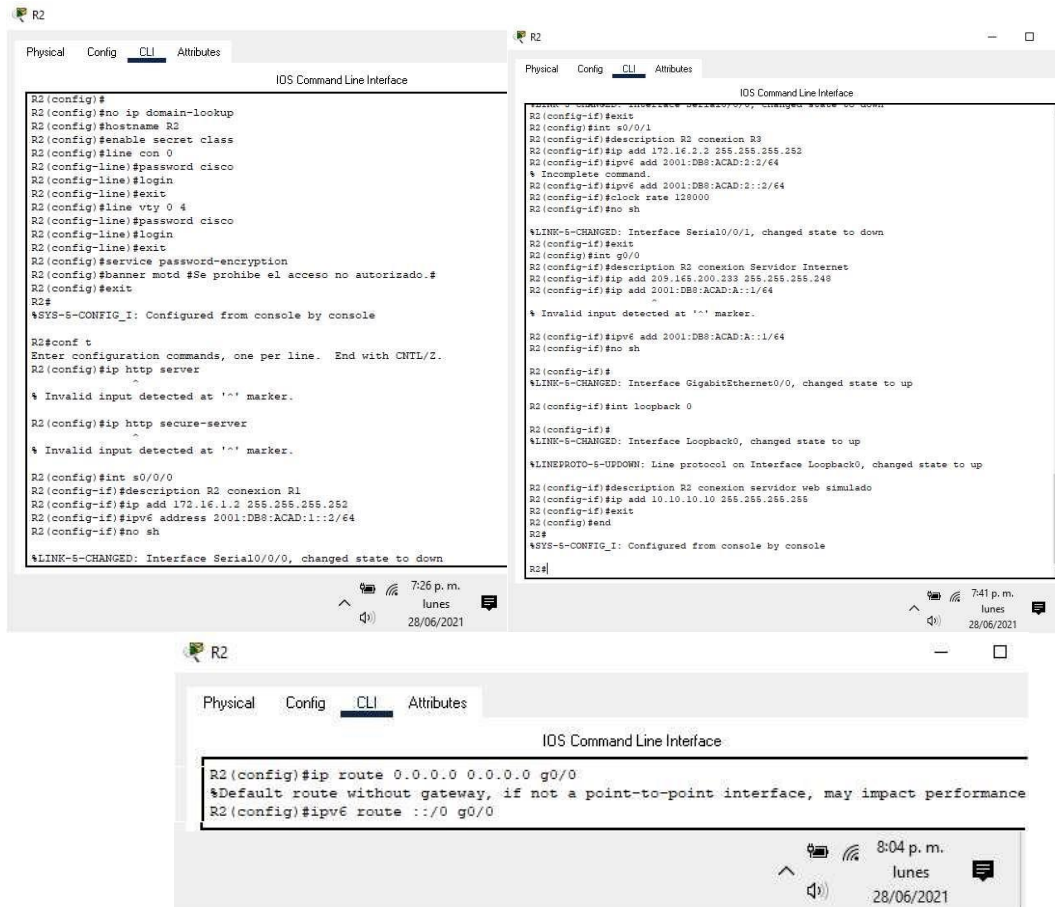 R2
Physical Config CLI Attributes
IOS Command Line Interface
R2(config)#
R2(config)#no ip domain-lookup
R2(config)#hostname R2
R2(config)#enable secret class
R2(config)#line con 0
R2(config-line)#password cisco
R2(config-line)#login
R2(config-line)#exit
R2(config)#line vty 0 4
R2(config-line)#password cisco
R2(config-line)#login
R2(config-line)#exit
R2(config)#service password-encryption
R2(config)#banner motd #Se prohibe el acceso no autorizado.#
R2(config)#exit
R2#
%SYS-5-CONFIG_I: Configured from console by console
R2#conf t
Enter configuration commands, one per line. End with CNTL/Z.
R2(config)#ip http server
^
% Invalid input detected at '^' marker.
R2(config)#ip http secure-server
^
% Invalid input detected at '^' marker.
R2(config)#int s0/0/0
R2(config-if)#description R2 conexion R1
R2(config-if)#ip add 172.16.1.2 255.255.255.252
R2(config-if)#ipv6 address 2001:DB8:ACAD:1::2/64
R2(config-if)#no sh
%LINK-5-CHANGED: Interface Serial0/0/0, changed state to down
7:26 p. m.
lunes
28/06/2021
R2
Physical Config CLI Attributes
IOS Command Line Interface
%LINK-5-CHANGED: Interface Serial0/0/0, changed state to down
R2(config-if)#exit
R2(config)#int s0/0/1
R2(config-if)#description R2 conexion R3
R2(config-if)#ip add 172.16.2.2 255.255.255.252
R2(config-if)#ipv6 add 2001:DB8:ACAD:2:2/64
% Incomplete command.
R2(config-if)#ipv6 add 2001:DB8:ACAD:2::2/64
R2(config-if)#clock rate 128000
R2(config-if)#no sh
%LINK-5-CHANGED: Interface Serial0/0/1, changed state to down
R2(config-if)#exit
R2(config)#int g0/0
R2(config-if)#description R2 conexion Servidor Internet
R2(config-if)#ip add 209.165.200.233 255.255.255.248
R2(config-if)#ip add 2001:DB8:ACAD:A::1/64
^
% Invalid input detected at '^' marker.
R2(config-if)#ipv6 add 2001:DB8:ACAD:A::1/64
R2(config-if)#no sh
R2(config-if)#
%LINK-5-CHANGED: Interface GigabitEthernet0/0, changed state to up
R2(config-if)#int loopback 0
R2(config-if)#
%LINK-5-CHANGED: Interface Loopback0, changed state to up
%LINEPROTO-5-UPDOWN: Line protocol on Interface Loopback0, changed state to up
R2(config-if)#description R2 conexion servidor web simulado
R2(config-if)#ip add 10.10.10.10 255.255.255.255
R2(config-if)#exit
R2(config)#end
R2#
%SYS-5-CONFIG_I: Configured from console by console
R2#
7:41 p. m.
lunes
28/06/2021
R2
Physical Config CLI Attributes
IOS Command Line Interface
R2(config)#ip route 0.0.0.0 0.0.0.0 g0/0
%Default route without gateway, if not a point-to-point interface, may impact performance
R2(config)#ipv6 route ::/0 g0/0
8:04 p. m.
lunes
28/06/2021